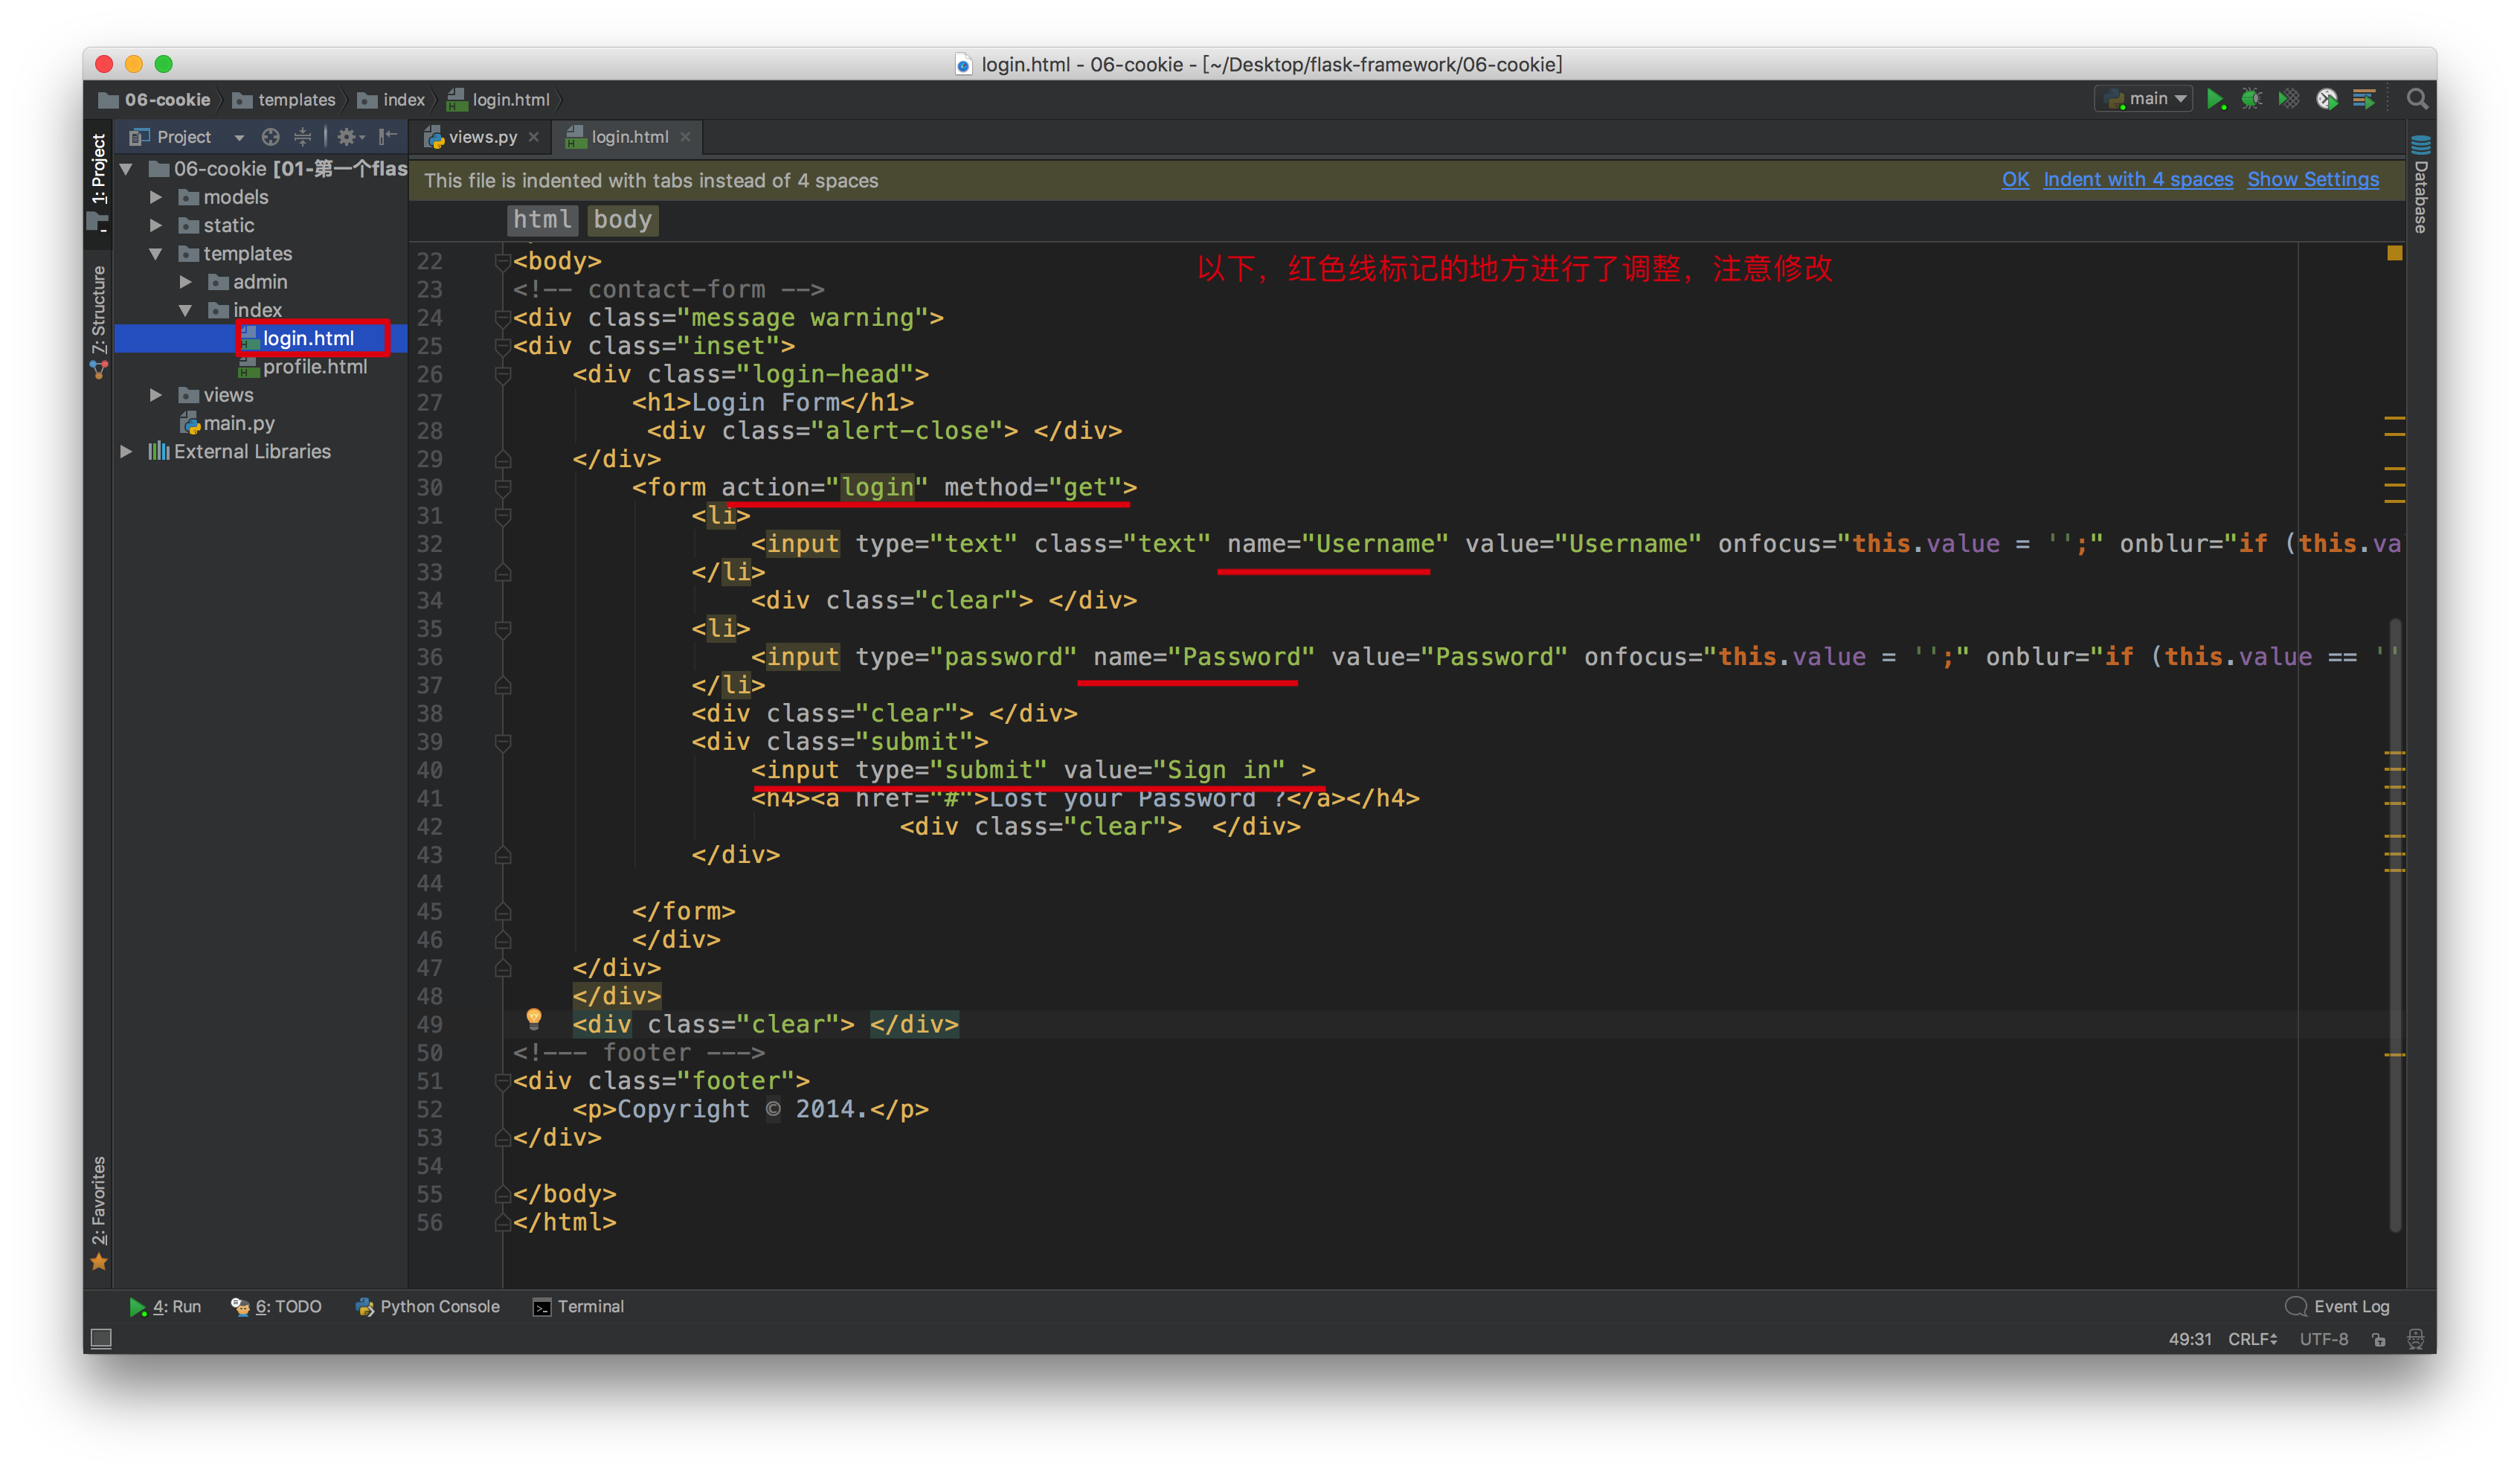 login.html - 06-cookie - [~/Desktop/flask-framework/06-cookie]
06-cookie templates index login.html main
1: Project
Project
views.py login.html
7: Structure
2: Favorites
Database
06-cookie [01-第一个flas
models
static
templates
admin
index
login.html
profile.html
views
main.py
External Libraries
This file is indented with tabs instead of 4 spaces OK Indent with 4 spaces Show Settings
html body
以下，红色线标记的地方进行了调整，注意修改
22 <body>
23 <!-- contact-form -->
24 <div class="message warning">
25 <div class="inset">
26 <div class="login-head">
27 <h1>Login Form</h1>
28 <div class="alert-close"> </div>
29 </div>
30 <form action="login" method="get">
31 <li>
32 <input type="text" class="text" name="Username" value="Username" onfocus="this.value = '';" onblur="if (this.va
33 </li>
34 <div class="clear"> </div>
35 <li>
36 <input type="password" name="Password" value="Password" onfocus="this.value = '';" onblur="if (this.value == ''
37 </li>
38 <div class="clear"> </div>
39 <div class="submit">
40 <input type="submit" value="Sign in" >
41 <h4><a href="#">Lost your Password ?</a></h4>
42 <div class="clear">  </div>
43 </div>
44
45 </form>
46 </div>
47 </div>
48 </div>
49 <div class="clear"> </div>
50 <!--- footer --->
51 <div class="footer">
52 <p>Copyright © 2014.</p>
53 </div>
54
55 </body>
56 </html>
4: Run 6: TODO Python Console Terminal Event Log
49:31 CRLF UTF-8